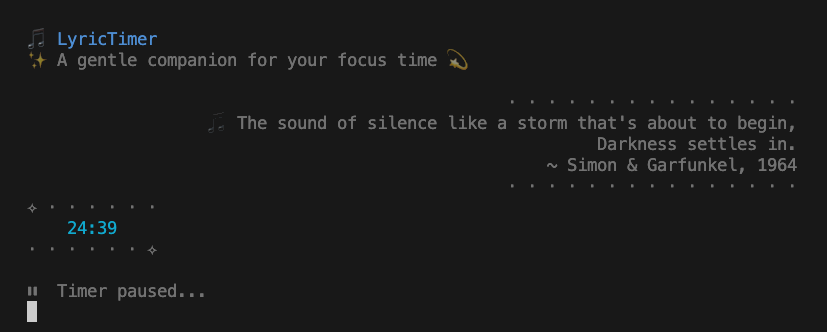 🎵 LyricTimer
✨ A gentle companion for your focus time 💫
· · · · · · · · · · · · · · ·
🎵 The sound of silence like a storm that's about to begin,
Darkness settles in.
~ Simon & Garfunkel, 1964
· · · · · · · · · · · · · · ·
✧ · · · · · ·
24:39
· · · · · · ✧
⏸ Timer paused...